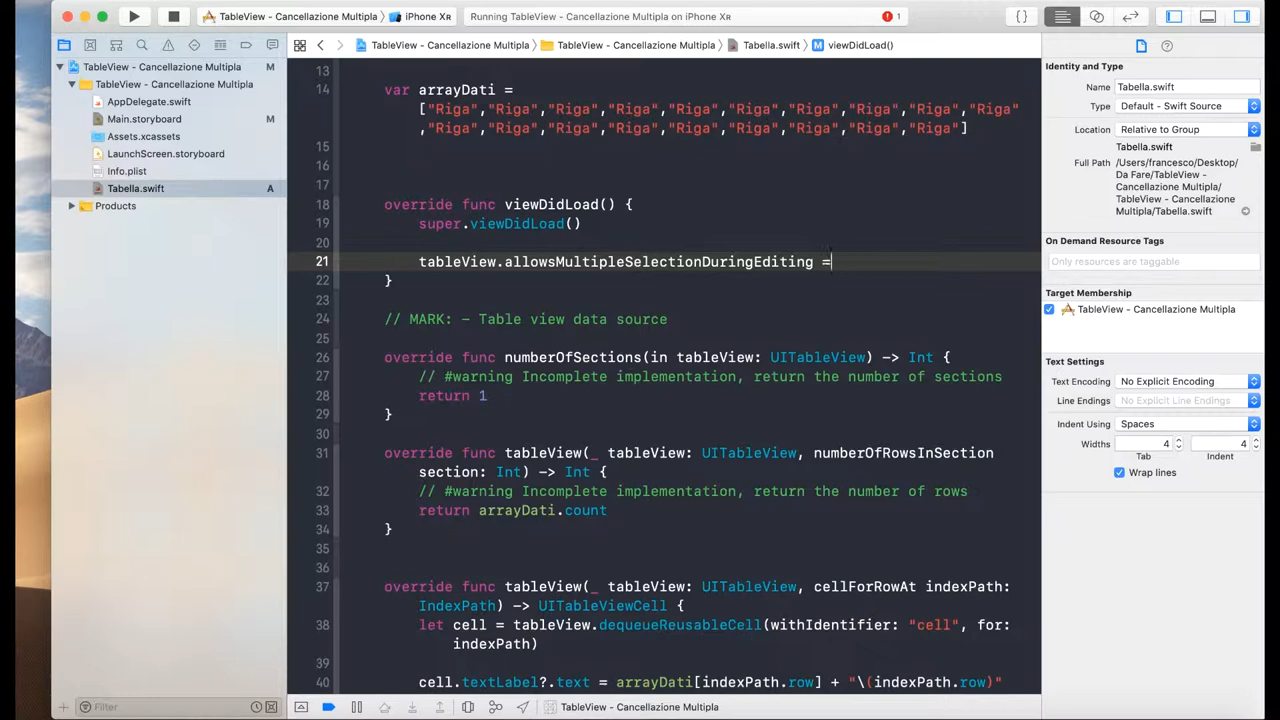 TableView - Cancellazione Multipla
iPhone Xʀ
Running TableView - Cancellazione Multipla on iPhone Xʀ
1
TableView - Cancellazione Multipla
TableView - Cancellazione Multipla
Tabella.swift
M
viewDidLoad()
TableView - Cancellazione Multipla M
TableView - Cancellazione Multipla
AppDelegate.swift
Main.storyboard M
Assets.xcassets
LaunchScreen.storyboard
Info.plist
Tabella.swift A
Products
Filter
13
14 var arrayDati =
["Riga","Riga","Riga","Riga","Riga","Riga","Riga","Riga","Riga","Riga"
,"Riga","Riga","Riga","Riga","Riga","Riga","Riga","Riga","Riga"]
15
16
17
18 override func viewDidLoad() {
19 super.viewDidLoad()
20
21 tableView.allowsMultipleSelectionDuringEditing =
22 }
23
24 // MARK: - Table view data source
25
26 override func numberOfSections(in tableView: UITableView) -> Int {
27 // #warning Incomplete implementation, return the number of sections
28 return 1
29 }
30
31 override func tableView(_ tableView: UITableView, numberOfRowsInSection
section: Int) -> Int {
32 // #warning Incomplete implementation, return the number of rows
33 return arrayDati.count
34 }
35
36
37 override func tableView(_ tableView: UITableView, cellForRowAt indexPath:
IndexPath) -> UITableViewCell {
38 let cell = tableView.dequeueReusableCell(withIdentifier: "cell", for:
indexPath)
39
40 cell.textLabel?.text = arrayDati[indexPath.row] + "\(indexPath.row)"
TableView - Cancellazione Multipla
Identity and Type
Name Tabella.swift
Type Default - Swift Source
Location Relative to Group
Tabella.swift
Full Path /Users/francesco/Desktop/
Da Fare/TableView -
Cancellazione Multipla/
TableView - Cancellazione
Multipla/Tabella.swift
On Demand Resource Tags
Only resources are taggable
Target Membership
TableView - Cancellazione Multipla
Text Settings
Text Encoding No Explicit Encoding
Line Endings No Explicit Line Endings
Indent Using Spaces
Widths 4 4
Tab Indent
Wrap lines